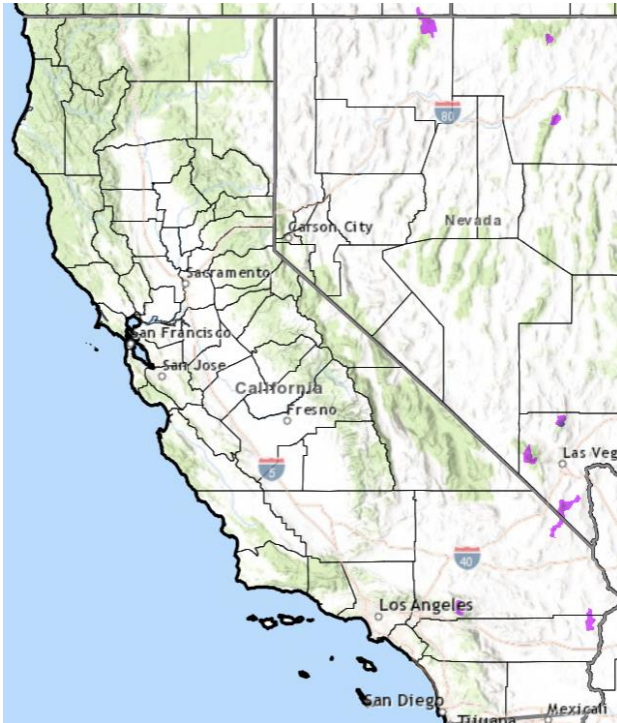 80
Nevada
Carson City
Sacramento
San Francisco
San Jose
California
Fresno
5
Las Veg
40
Los Angeles
San Diego
Mexicali
Tijuana